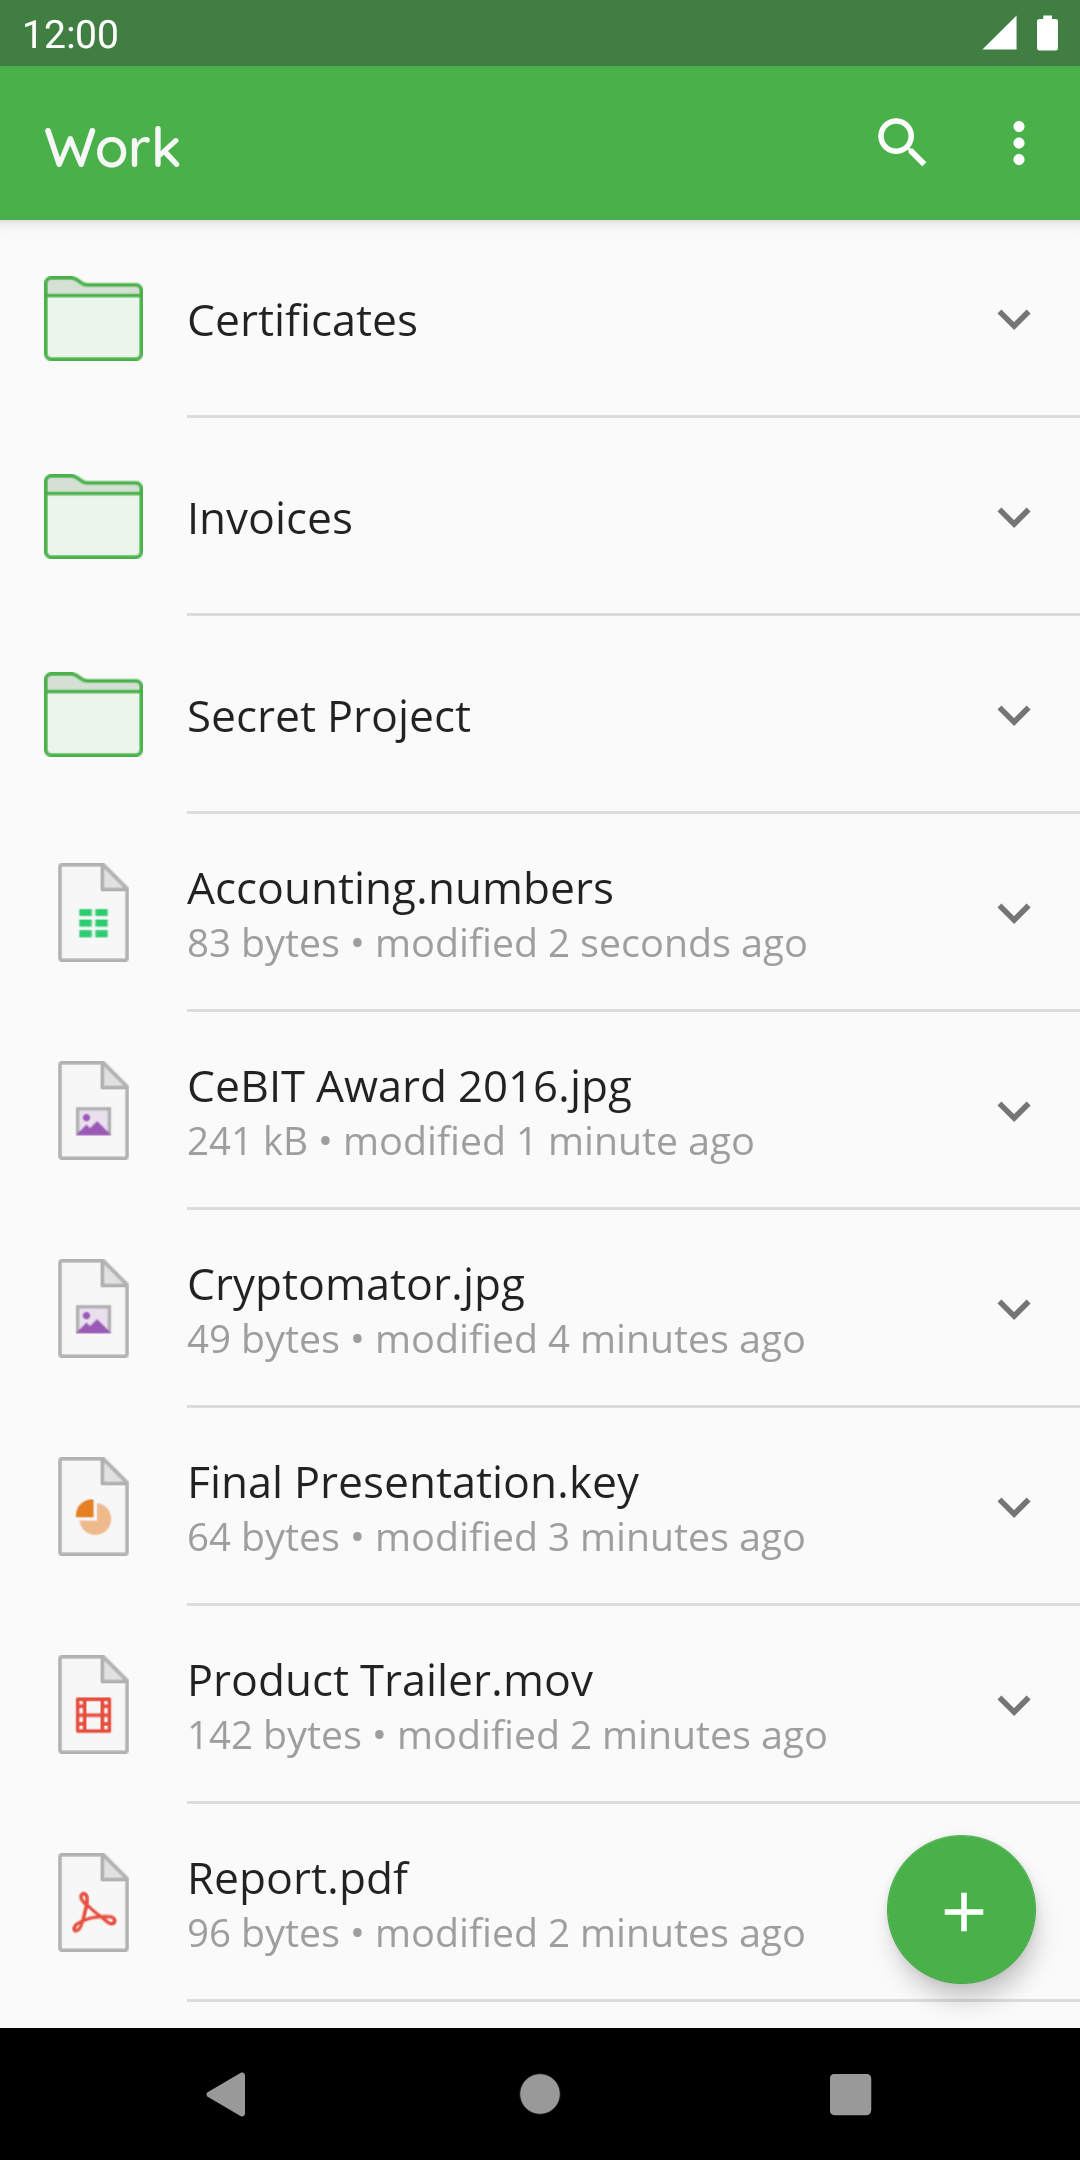 12:00
Work
Certificates
Invoices
Secret Project
Accounting.numbers
83 bytes • modified 2 seconds ago
CeBIT Award 2016.jpg
241 kB • modified 1 minute ago
Cryptomator.jpg
49 bytes • modified 4 minutes ago
Final Presentation.key
64 bytes • modified 3 minutes ago
Product Trailer.mov
142 bytes • modified 2 minutes ago
Report.pdf
96 bytes • modified 2 minutes ago